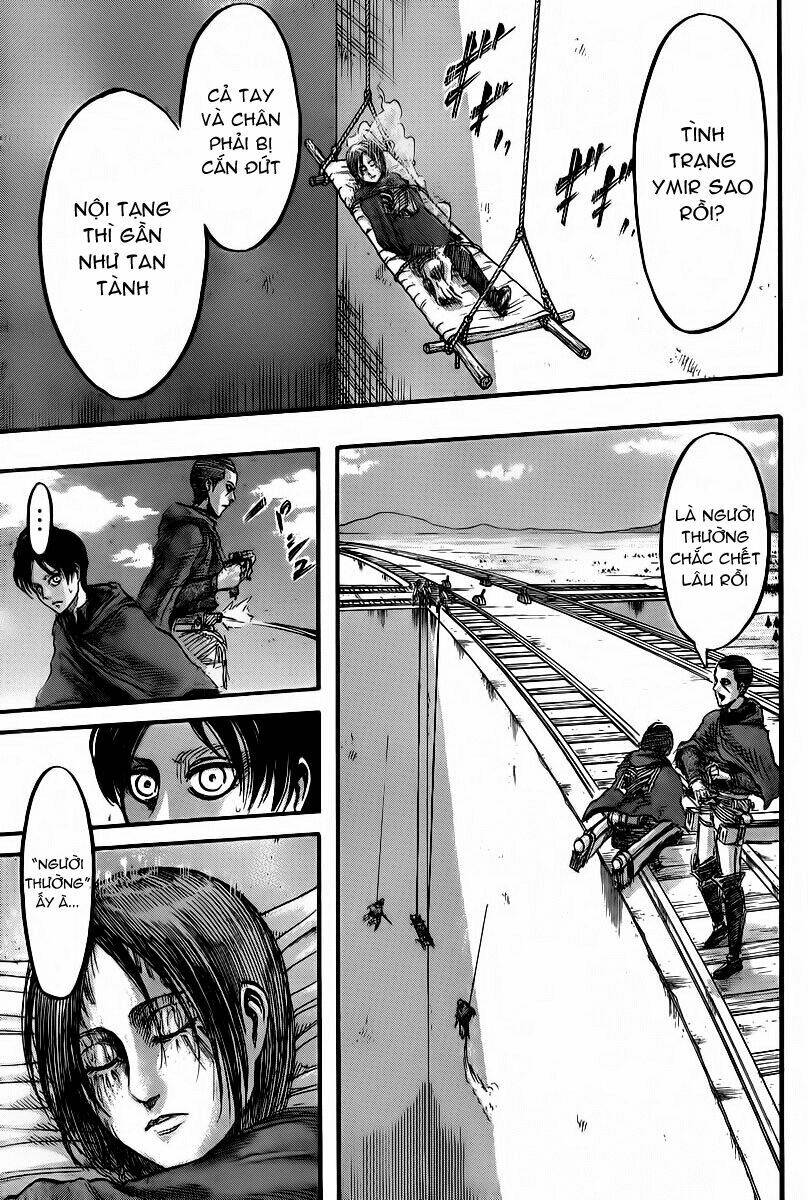 TÌNH
TRẠNG
YMIR SAO
RỒI?
CẢ TAY
VÀ CHÂN
PHẢI BỊ
CẮN ĐỨT
NỘI TẠNG
THÌ GẦN
NHƯ TAN
TÀNH
LÀ NGƯỜI
THƯỜNG
CHẮC CHẾT
LÂU RỒI
...
"NGƯỜI
THƯỜNG"
ẤY À...